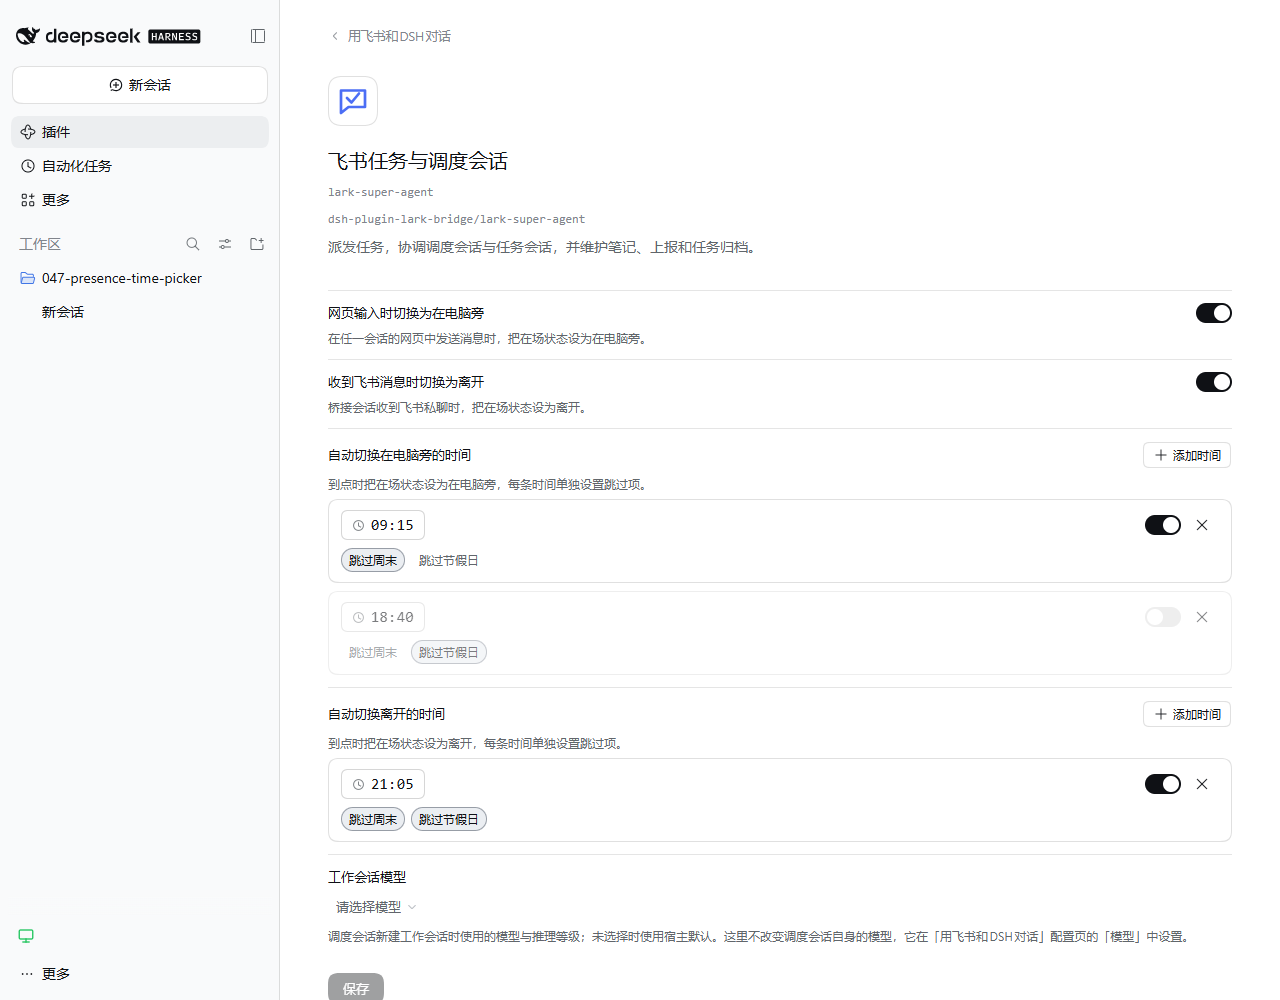 deepseek HARNESS
新会话
插件
自动化任务
更多
工作区
047-presence-time-picker
新会话
更多
用飞书和DSH对话
飞书任务与调度会话
lark-super-agent
dsh-plugin-lark-bridge/lark-super-agent
派发任务，协调调度会话与任务会话，并维护笔记、上报和任务归档。
网页输入时切换为在电脑旁
在任一会话的网页中发送消息时，把在场状态设为在电脑旁。
收到飞书消息时切换为离开
桥接会话收到飞书私聊时，把在场状态设为离开。
自动切换在电脑旁的时间
添加时间
到点时把在场状态设为在电脑旁，每条时间单独设置跳过项。
09:15
跳过周末 跳过节假日
18:40
跳过周末 跳过节假日
自动切换离开的时间
添加时间
到点时把在场状态设为离开，每条时间单独设置跳过项。
21:05
跳过周末 跳过节假日
工作会话模型
请选择模型
调度会话新建工作会话时使用的模型与推理等级；未选择时使用宿主默认。这里不改变调度会话自身的模型，它在「用飞书和DSH对话」配置页的「模型」中设置。
保存